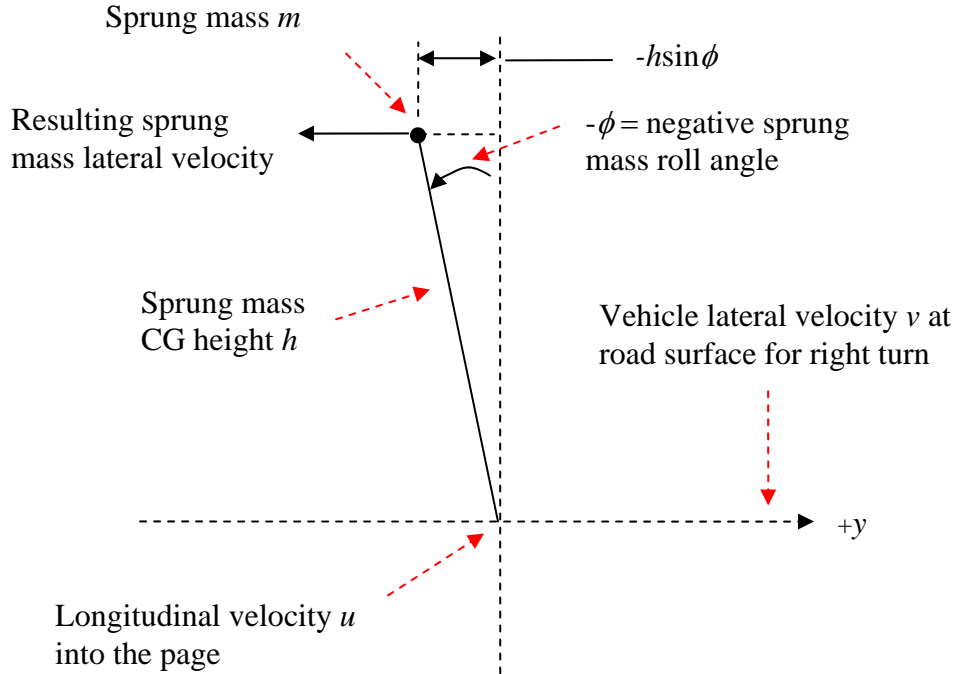 Sprung mass m
-hsinϕ
Resulting sprung
mass lateral velocity
-ϕ = negative sprung
mass roll angle
Sprung mass
CG height h
Vehicle lateral velocity v at
road surface for right turn
+y
Longitudinal velocity u
into the page